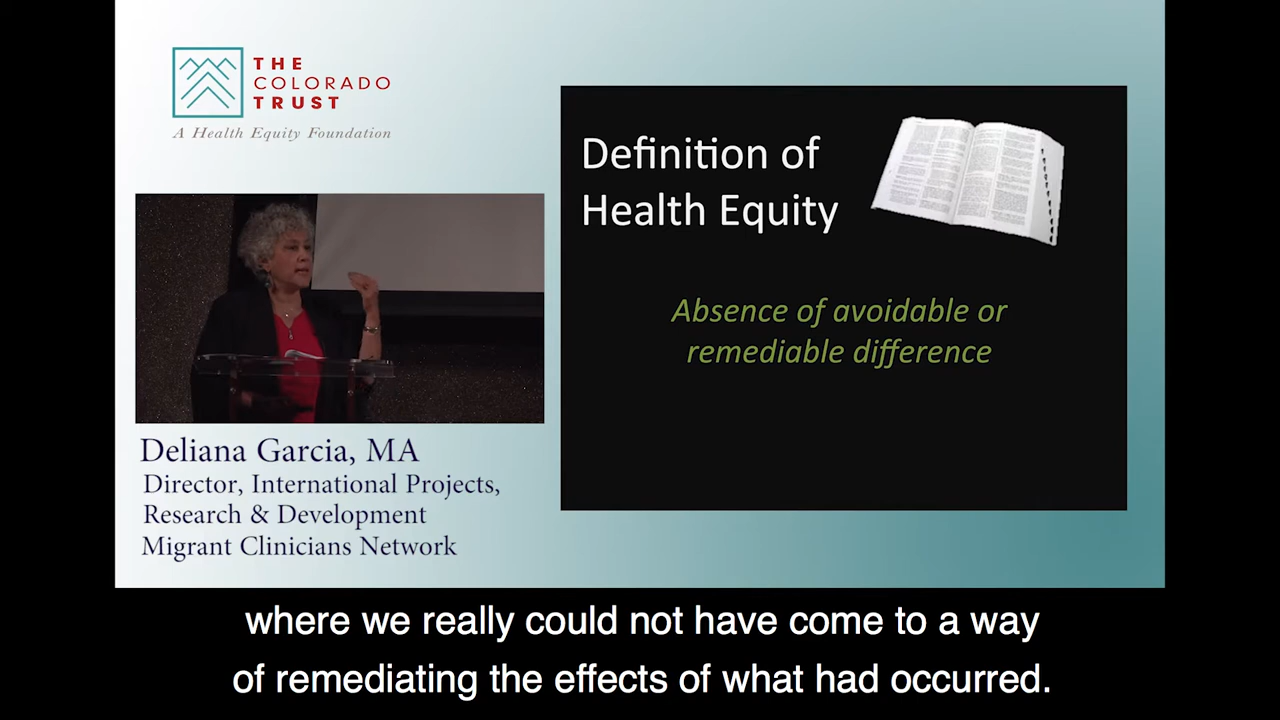 THE
COLORADO
TRUST
A Health Equity Foundation
Definition of
Health Equity
Absence of avoidable or
remediable difference
Deliana Garcia, MA
Director, International Projects,
Research & Development
Migrant Clinicians Network
where we really could not have come to a way
of remediating the effects of what had occurred.